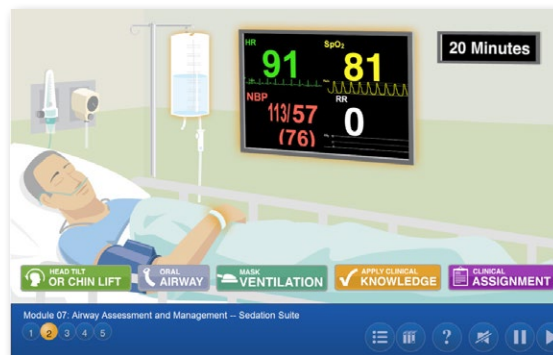 HR
91
SpO₂
81
NBP
113/57
(76)
RR
0
20 Minutes
HEAD TILT
OR CHIN LIFT
ORAL
AIRWAY
MASK
VENTILATION
APPLY CLINICAL
KNOWLEDGE
CLINICAL
ASSIGNMENT
Module 07: Airway Assessment and Management -- Sedation Suite
1 2 3 4 5
?